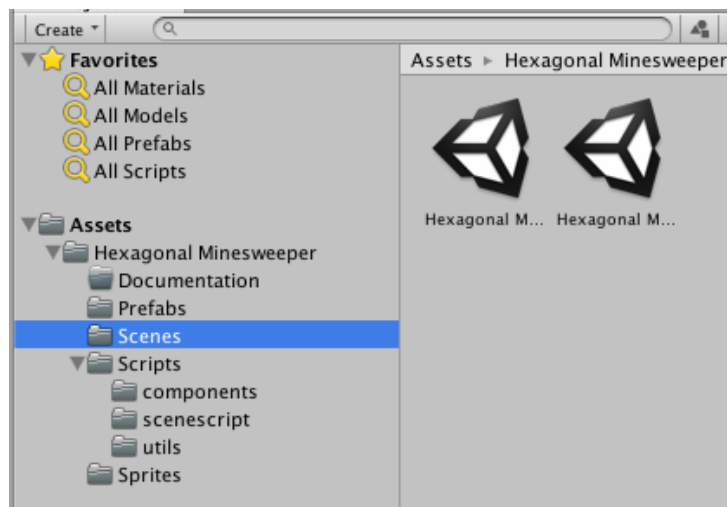 Create
Favorites
All Materials
All Models
All Prefabs
All Scripts
Assets
Hexagonal Minesweeper
Documentation
Prefabs
Scenes
Scripts
components
scenescript
utils
Sprites
Assets ▶ Hexagonal Minesweeper
Hexagonal M... Hexagonal M...